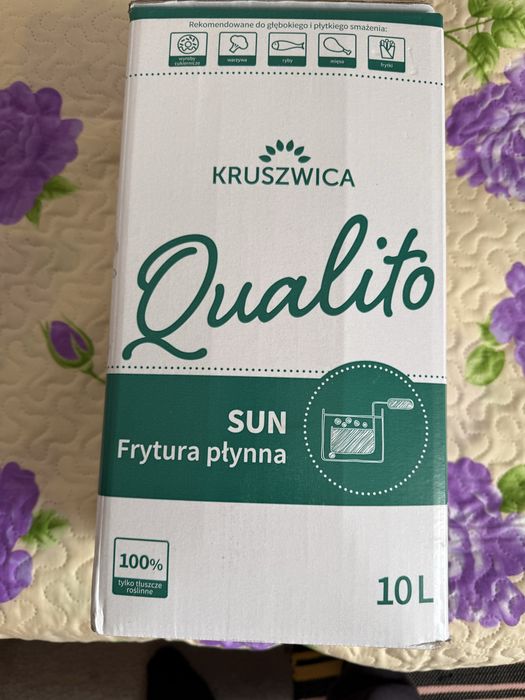 Rekomendowane do głębokiego i płytkiego smażenia:
wyroby cukiernicze
warzywa
ryby
mięsa
frytki
KRUSZWICA
Qualito
SUN
Frytura płynna
100%
tylko tłuszcze
roślinne
10 L